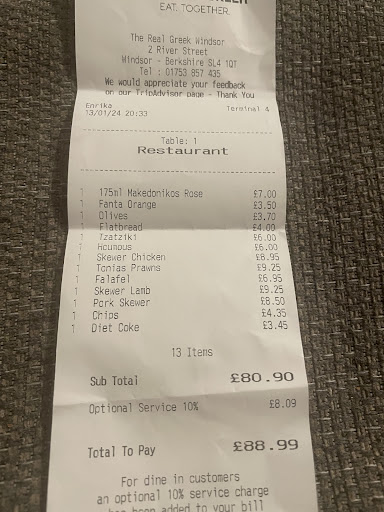 EAT. TOGETHER.
The Real Greek Windsor
2 River Street
Windsor - Berkshire SL4 1QT
Tel : 01753 857 435
We would appreciate your feedback
on our TripAdvisor page - Thank You
Enrika Terminal 4
13/01/24 20:33
Table: 1
Restaurant
1 175ml Makedonikos Rose £7.00
1 Fanta Orange £3.50
1 Olives £3.70
1 Flatbread £4.00
1 Tzatziki £6.00
1 Houmous £6.00
1 Skewer Chicken £8.95
1 Tonias Prawns £9.25
1 Falafel £6.95
1 Skewer Lamb £9.25
1 Pork Skewer £8.50
1 Chips £4.35
1 Diet Coke £3.45
13 Items
Sub Total £80.90
Optional Service 10% £8.09
Total To Pay £88.99
For dine in customers
an optional 10% service charge
has been added to your bill